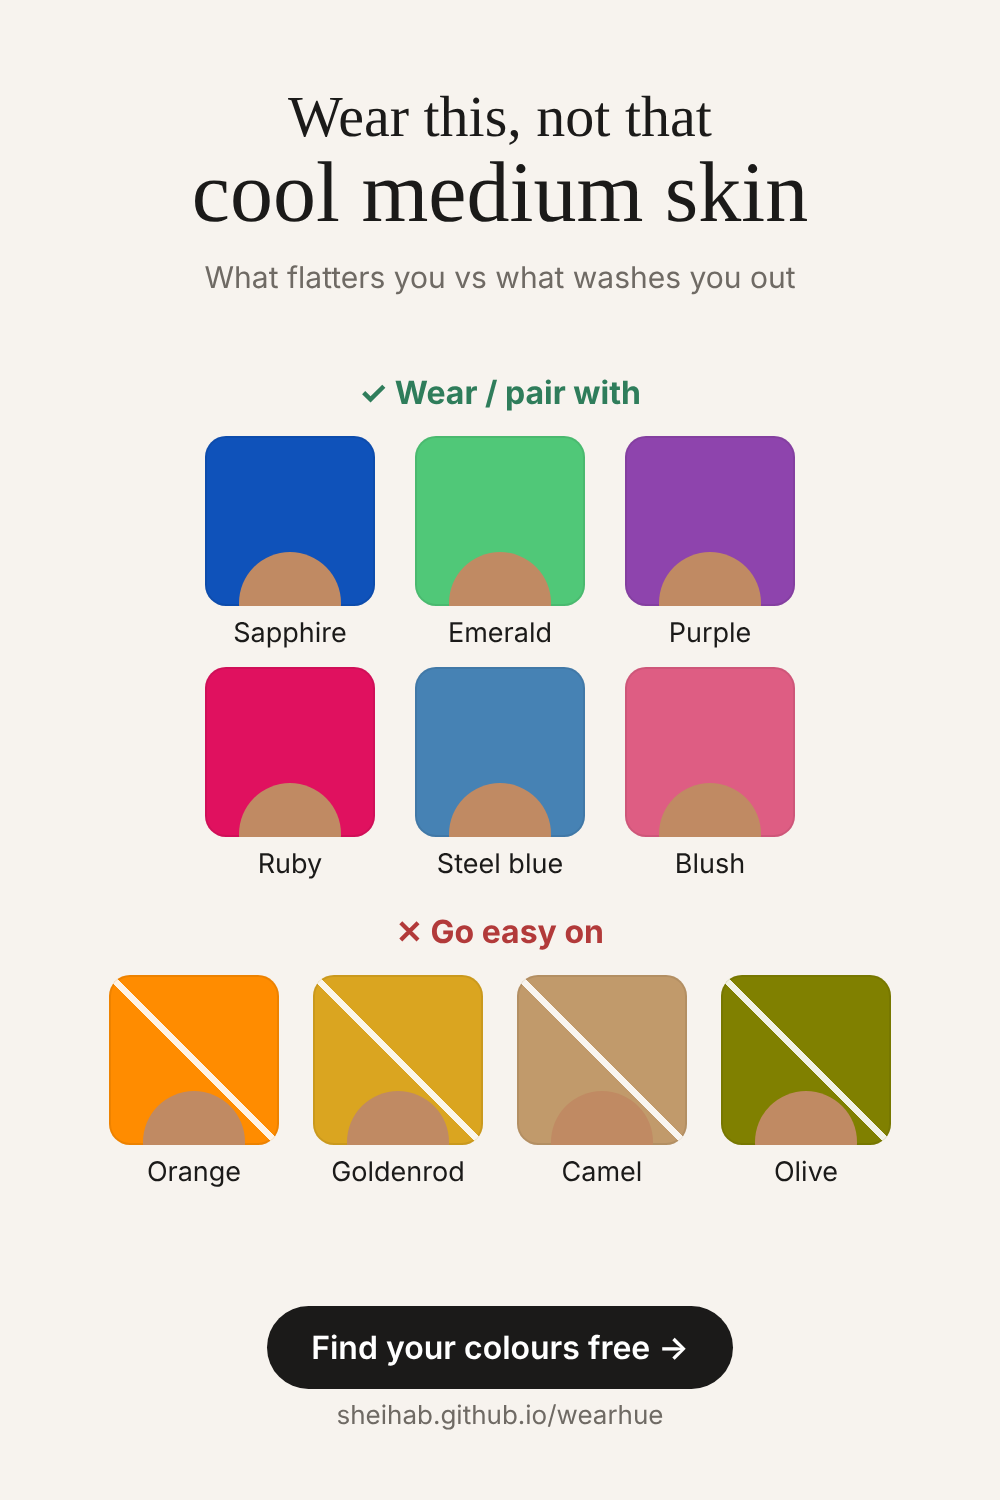 Wear this, not that
cool medium skin
What flatters you vs what washes you out
✓ Wear / pair with
Sapphire Emerald Purple
Ruby Steel blue Blush
✕ Go easy on
Orange Goldenrod Camel Olive
Find your colours free →
sheihab.github.io/wearhue